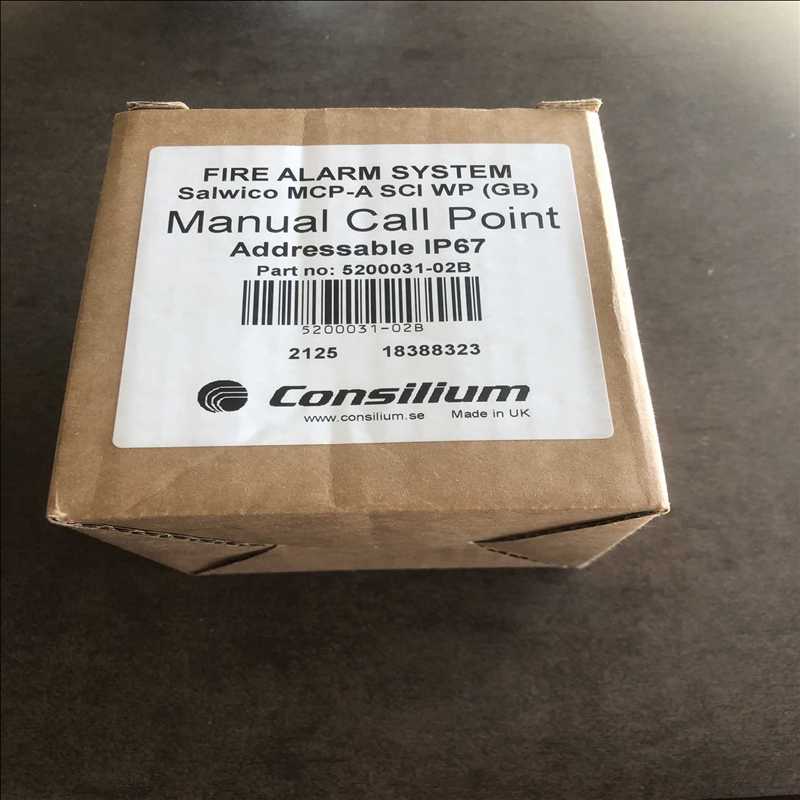 FIRE ALARM SYSTEM
Salwico MCP-A SCI WP (GB)
Manual Call Point
Addressable IP67
Part no: 5200031-02B
5200031-02B
2125 18388323
Consilium
www.consilium.se Made in UK